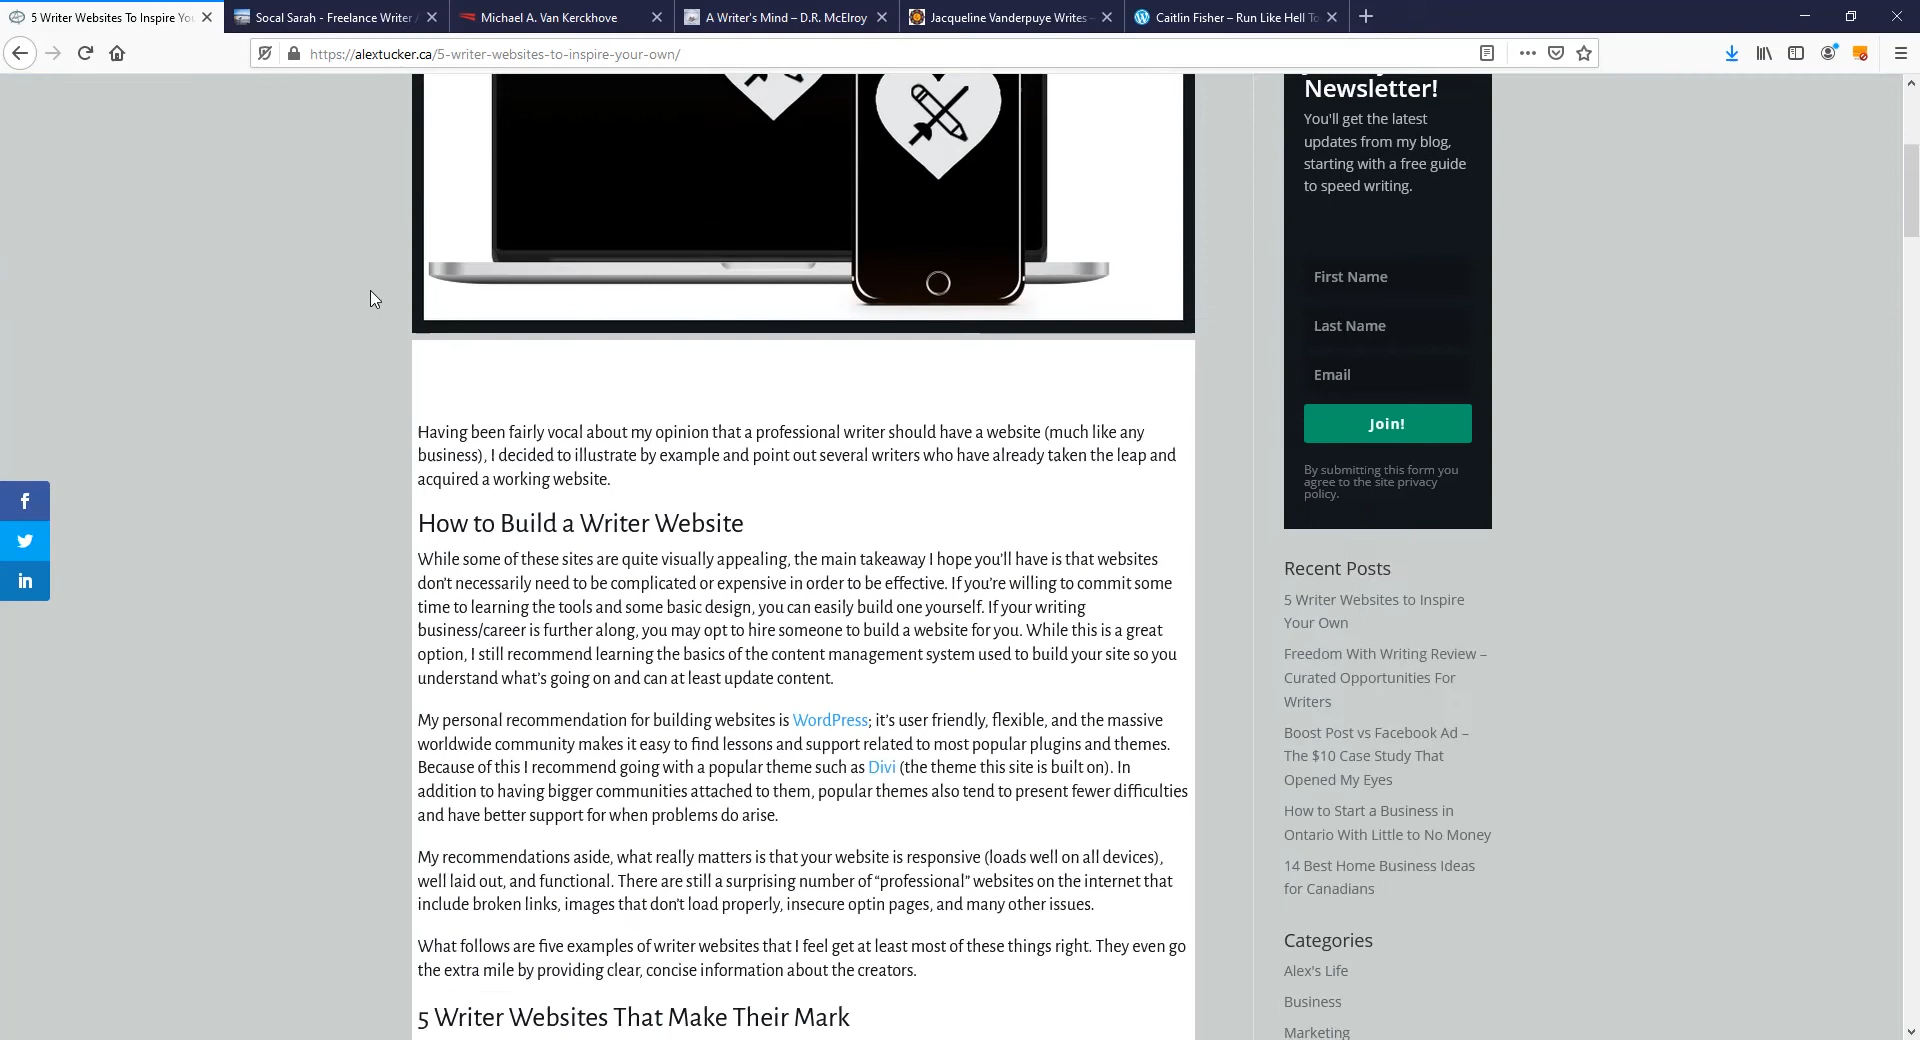 5 Writer Websites To Inspire You
Socal Sarah - Freelance Writer
Michael A. Van Kerckhove
A Writer's Mind – D.R. McElroy
Jacqueline Vanderpuye Writes
Caitlin Fisher – Run Like Hell To
https://alextucker.ca/5-writer-websites-to-inspire-your-own/
Newsletter!
You'll get the latest
updates from my blog,
starting with a free guide
to speed writing.
First Name
Last Name
Email
Join!
By submitting this form you
agree to the site privacy
policy.
Having been fairly vocal about my opinion that a professional writer should have a website (much like any
business), I decided to illustrate by example and point out several writers who have already taken the leap and
acquired a working website.
How to Build a Writer Website
While some of these sites are quite visually appealing, the main takeaway I hope you’ll have is that websites
don’t necessarily need to be complicated or expensive in order to be effective. If you’re willing to commit some
time to learning the tools and some basic design, you can easily build one yourself. If your writing
business/career is further along, you may opt to hire someone to build a website for you. While this is a great
option, I still recommend learning the basics of the content management system used to build your site so you
understand what’s going on and can at least update content.
My personal recommendation for building websites is WordPress; it’s user friendly, flexible, and the massive
worldwide community makes it easy to find lessons and support related to most popular plugins and themes.
Because of this I recommend going with a popular theme such as Divi (the theme this site is built on). In
addition to having bigger communities attached to them, popular themes also tend to present fewer difficulties
and have better support for when problems do arise.
My recommendations aside, what really matters is that your website is responsive (loads well on all devices),
well laid out, and functional. There are still a surprising number of “professional” websites on the internet that
include broken links, images that don’t load properly, insecure optin pages, and many other issues.
What follows are five examples of writer websites that I feel get at least most of these things right. They even go
the extra mile by providing clear, concise information about the creators.
5 Writer Websites That Make Their Mark
Recent Posts
5 Writer Websites to Inspire
Your Own
Freedom With Writing Review –
Curated Opportunities For
Writers
Boost Post vs Facebook Ad –
The $10 Case Study That
Opened My Eyes
How to Start a Business in
Ontario With Little to No Money
14 Best Home Business Ideas
for Canadians
Categories
Alex's Life
Business
Marketing